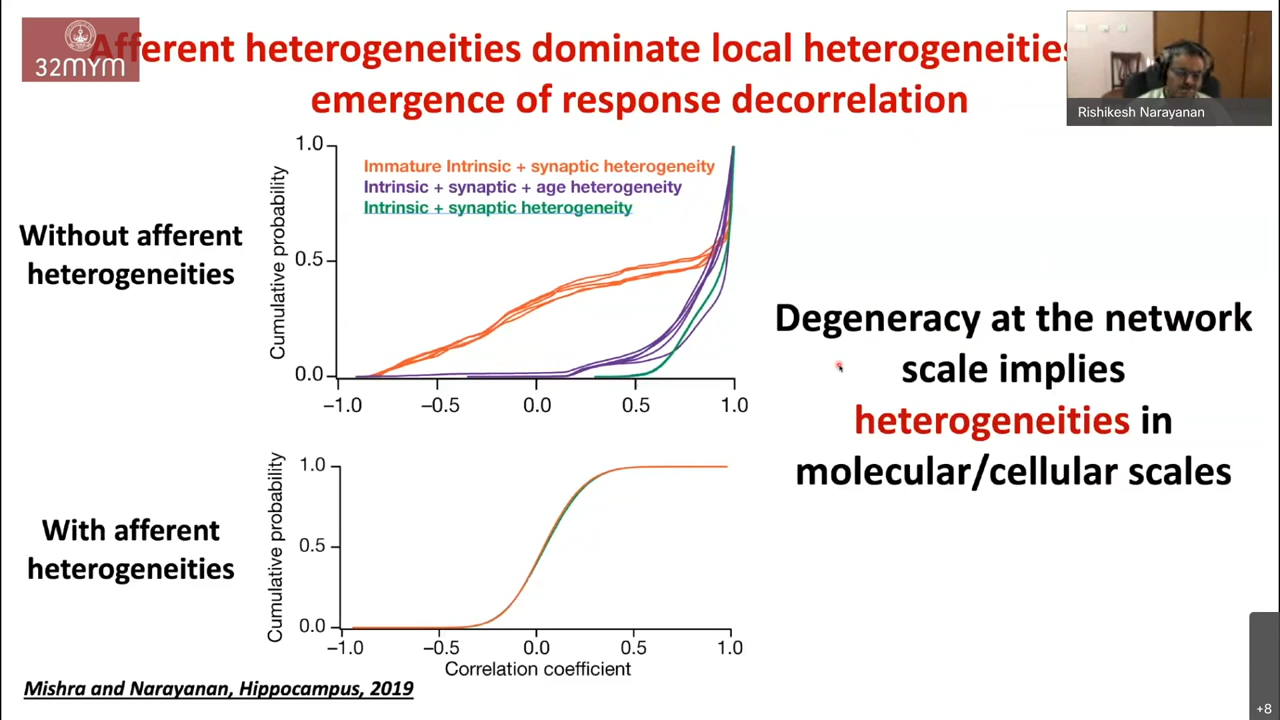 Afferent heterogeneities dominate local heterogeneities
emergence of response decorrelation
32MYM
Rishikesh Narayanan
Without afferent
heterogeneities
Cumulative probability
1.0
0.5
0.0
Immature Intrinsic + synaptic heterogeneity
Intrinsic + synaptic + age heterogeneity
Intrinsic + synaptic heterogeneity
−1.0 −0.5 0.0 0.5 1.0
Degeneracy at the network
scale implies
heterogeneities in
molecular/cellular scales
With afferent
heterogeneities
Cumulative probability
1.0
0.5
0.0
−1.0 −0.5 0.0 0.5 1.0
Correlation coefficient
Mishra and Narayanan, Hippocampus, 2019
+8